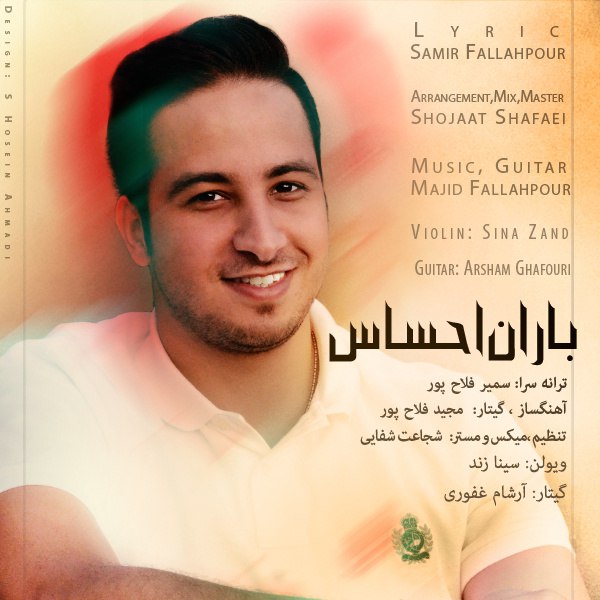 Design: S Hosein Ahmadi
Lyric
Samir Fallahpour
Arrangement,Mix,Master
Shojaat Shafaei
Music, Guitar
Majid Fallahpour
Violin: Sina Zand
Guitar: Arsham Ghafouri
باران احساس
ترانه سرا: سمیر فلاح پور
آهنگساز ، گیتار: مجید فلاح پور
تنظیم،میکس و مستر: شجاعت شفایی
ویولن: سینا زند
گیتار: آرشام غفوری